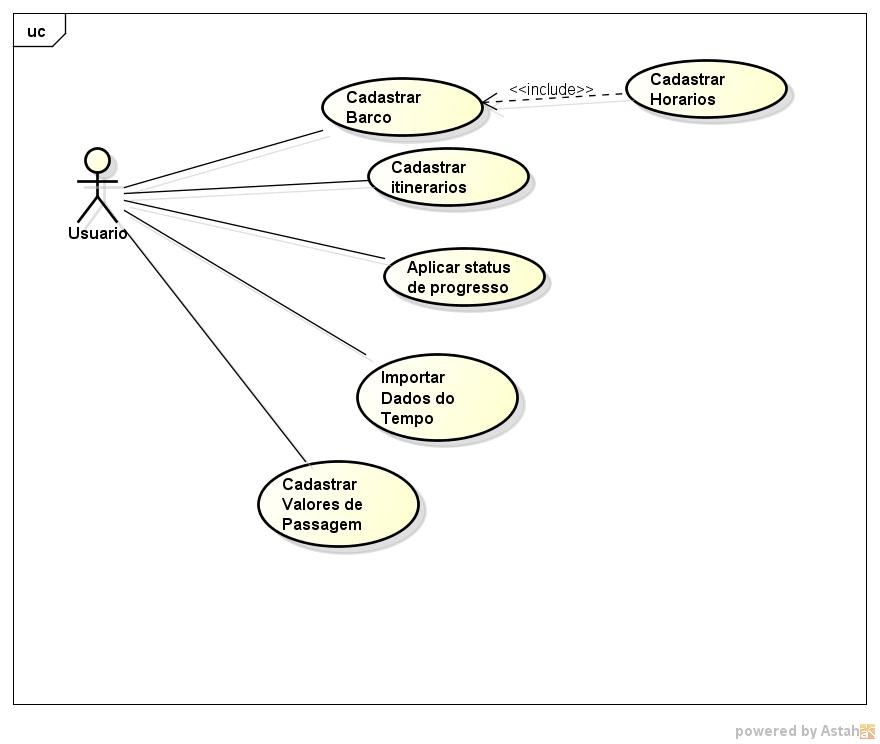 uc
Cadastrar
Barco
<<include>>
Cadastrar
Horarios
Cadastrar
itinerarios
Usuario
Aplicar status
de progresso
Importar
Dados do
Tempo
Cadastrar
Valores de
Passagem
powered by Astah